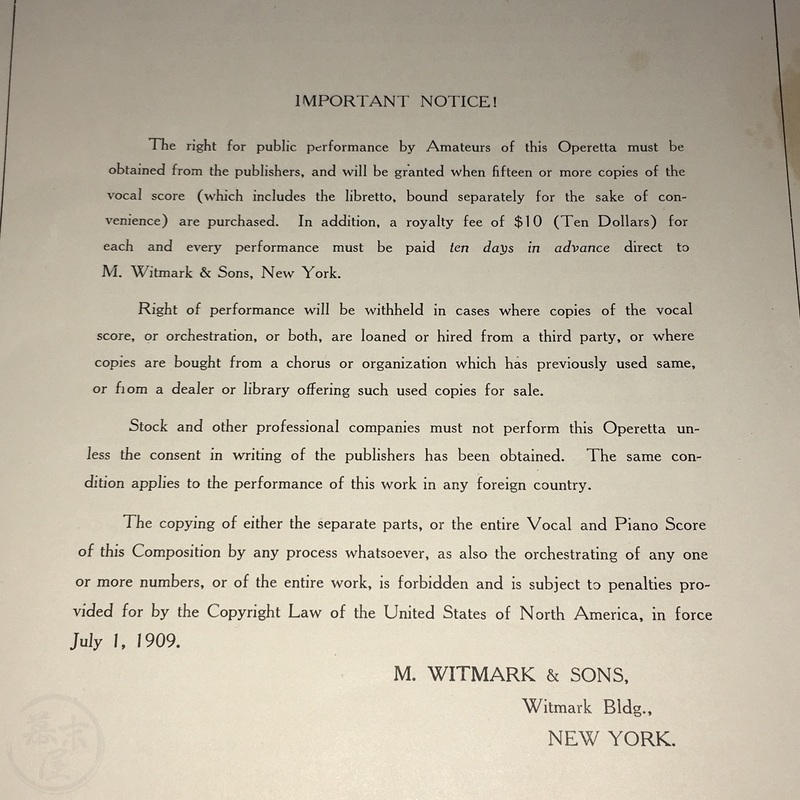 IMPORTANT NOTICE!
The right for public performance by Amateurs of this Operetta must be
obtained from the publishers, and will be granted when fifteen or more copies of the
vocal score (which includes the libretto, bound separately for the sake of con-
venience) are purchased. In addition, a royalty fee of $10 (Ten Dollars) for
each and every performance must be paid ten days in advance direct to
M. Witmark & Sons, New York.
Right of performance will be withheld in cases where copies of the vocal
score, or orchestration, or both, are loaned or hired from a third party, or where
copies are bought from a chorus or organization which has previously used same,
or from a dealer or library offering such used copies for sale.
Stock and other professional companies must not perform this Operetta un-
less the consent in writing of the publishers has been obtained. The same con-
dition applies to the performance of this work in any foreign country.
The copying of either the separate parts, or the entire Vocal and Piano Score
of this Composition by any process whatsoever, as also the orchestrating of any one
or more numbers, or of the entire work, is forbidden and is subject to penalties pro-
vided for by the Copyright Law of the United States of North America, in force
July 1, 1909.
M. WITMARK & SONS,
Witmark Bldg.,
NEW YORK.
幕末屋